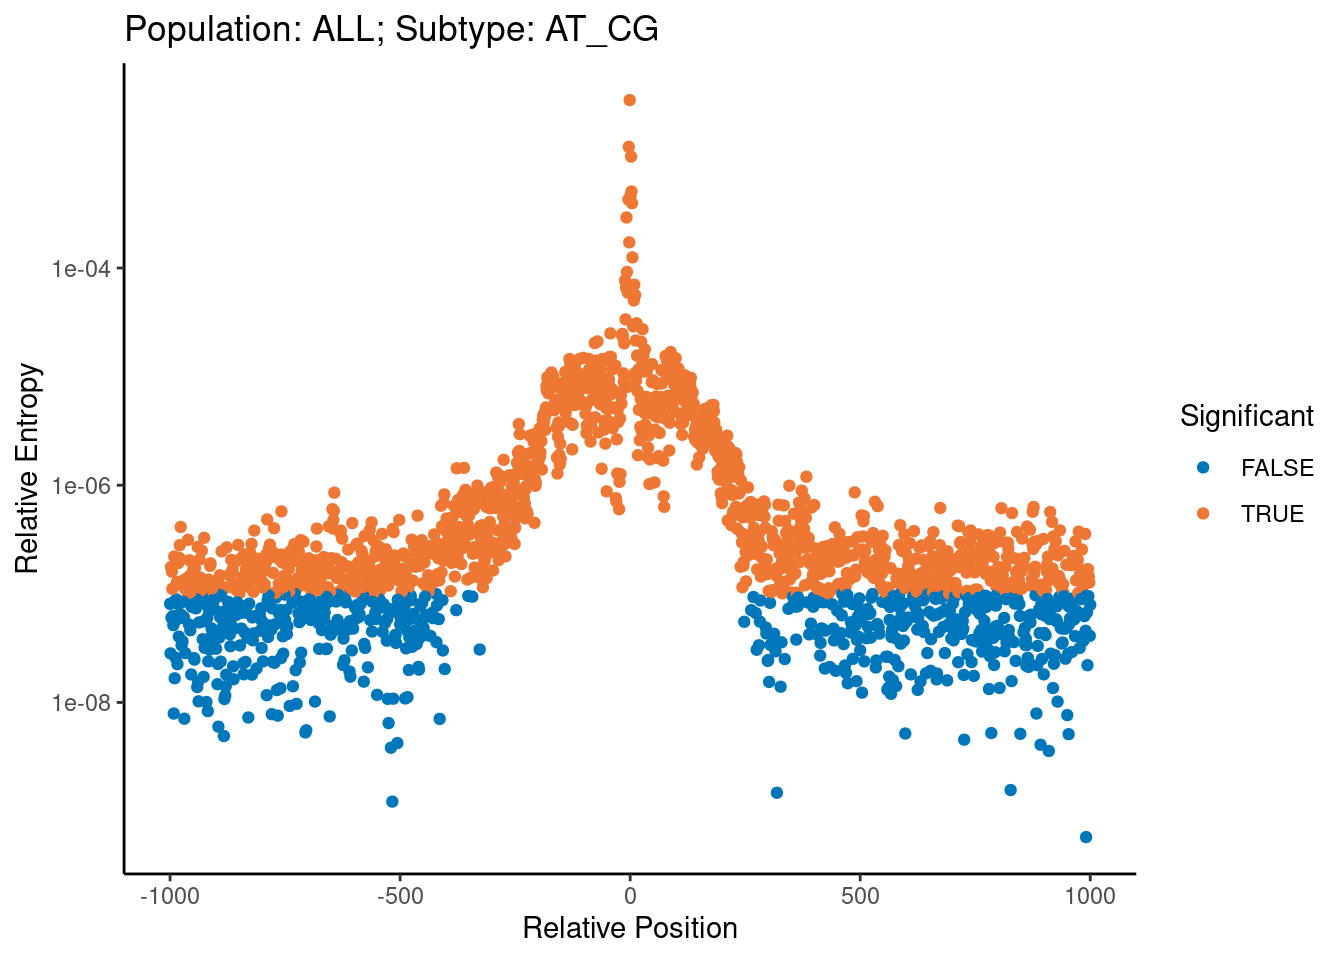 Population: ALL; Subtype: AT_CG
Relative Entropy
1e-04
1e-06
1e-08
-1000
-500
0
500
1000
Relative Position
Significant
FALSE
TRUE